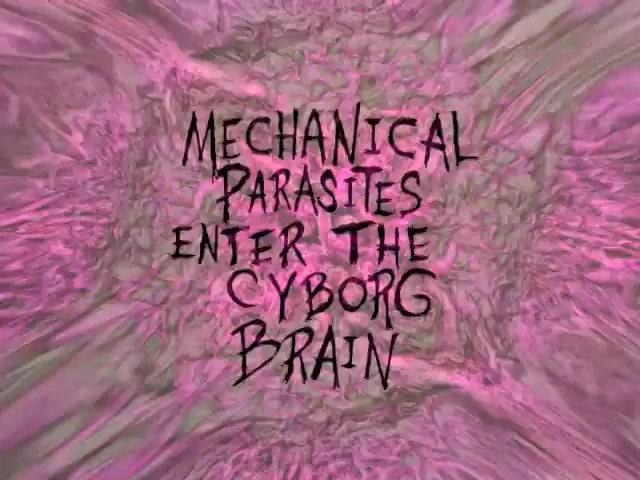 MECHANICAL
PARASITES
ENTER THE
CYBORG
BRAIN